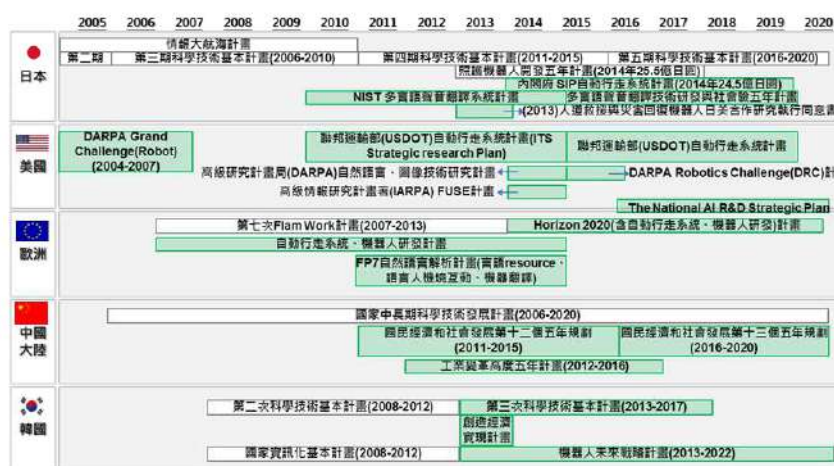 2005 2006 2007 2008 2009 2010 2011 2012 2013 2014 2015 2016 2017 2018 2019 2020
日本
情報大航海計畫
第二期
第三期科學技術基本計畫(2006-2010)
第四期科學技術基本計畫(2011-2015)
第五期科學技術基本計畫(2016-2020)
照護機器人開發五年計畫(2014年25.5億日圓)
內閣府 SIP自動行走系統計畫(2014年24.5億日圓)
NIST 多實語聲音翻譯系統計畫
多實語聲音翻譯技術研發與社會驗五年計畫
(2013)人道救援與災害回復機器人日美合作研究執行同意書
美國
DARPA Grand
Challenge(Robot)
(2004-2007)
聯邦運輸部(USDOT)自動行走系統計畫(ITS
Strategic research Plan)
聯邦運輸部(USDOT)自動行走系統計畫
高級研究計畫局(DARPA)自然語言、圖像技術研究計畫
DARPA Robotics Challenge(DRC)計
高級情報研究計畫署(IARPA) FUSE計畫
The National AI R&D Strategic Plan
歐洲
第七次Flam Work計畫(2007-2013)
Horizon 2020(含自動行走系統、機器人研發)計畫
自動行走系統、機器人研發計畫
FP7自然語言解析計畫(言語resource、
語言人機燒互動、機器翻譯)
中國
大陸
國家中長期科學技術發展計畫(2006-2020)
國民經濟和社會發展第十二個五年規劃
(2011-2015)
國民經濟和社會發展第十三個五年規劃
(2016-2020)
工業變革高度五年計畫(2012-2016)
韓國
第二次科學技術基本計畫(2008-2012)
第三次科學技術基本計畫(2013-2017)
創造經濟
實現計畫
國家資訊化基本計畫(2008-2012)
機器人未來戰略計畫(2013-2022)